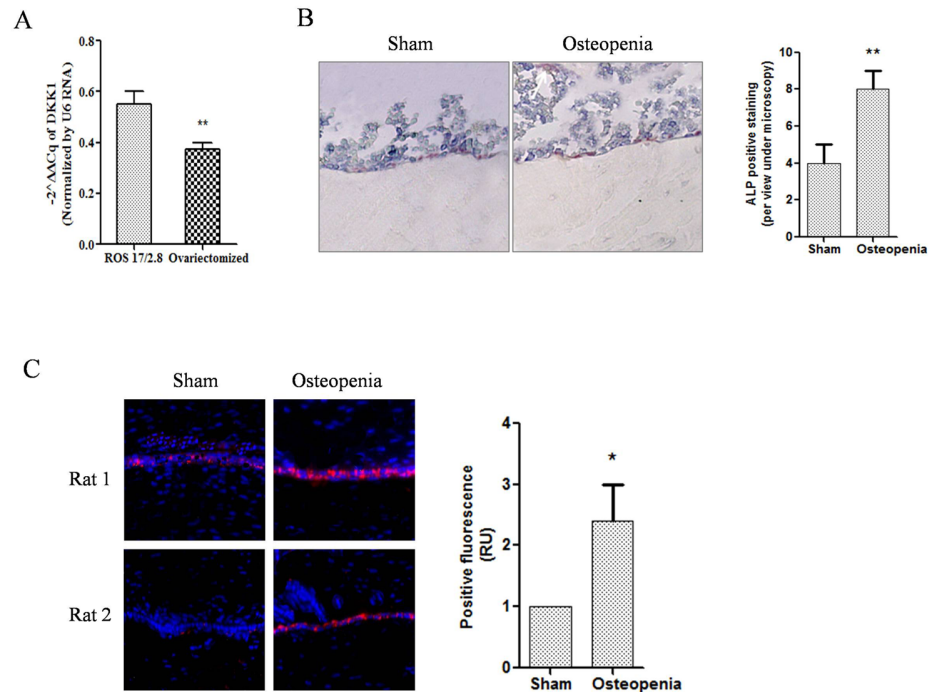 A
-2^ΔΔCq of DKK1
(Normalized by U6 RNA)
0.8
0.6
0.4
0.2
0.0
**
ROS 17/2.8 Ovariectomized
B
Sham Osteopenia
ALP positive staining
(per view under microscopy)
10
8
6
4
2
0
**
Sham Osteopenia
C
Sham Osteopenia
Rat 1
Rat 2
Positive fluorescence
(RU)
4
3
2
1
0
*
Sham Osteopenia